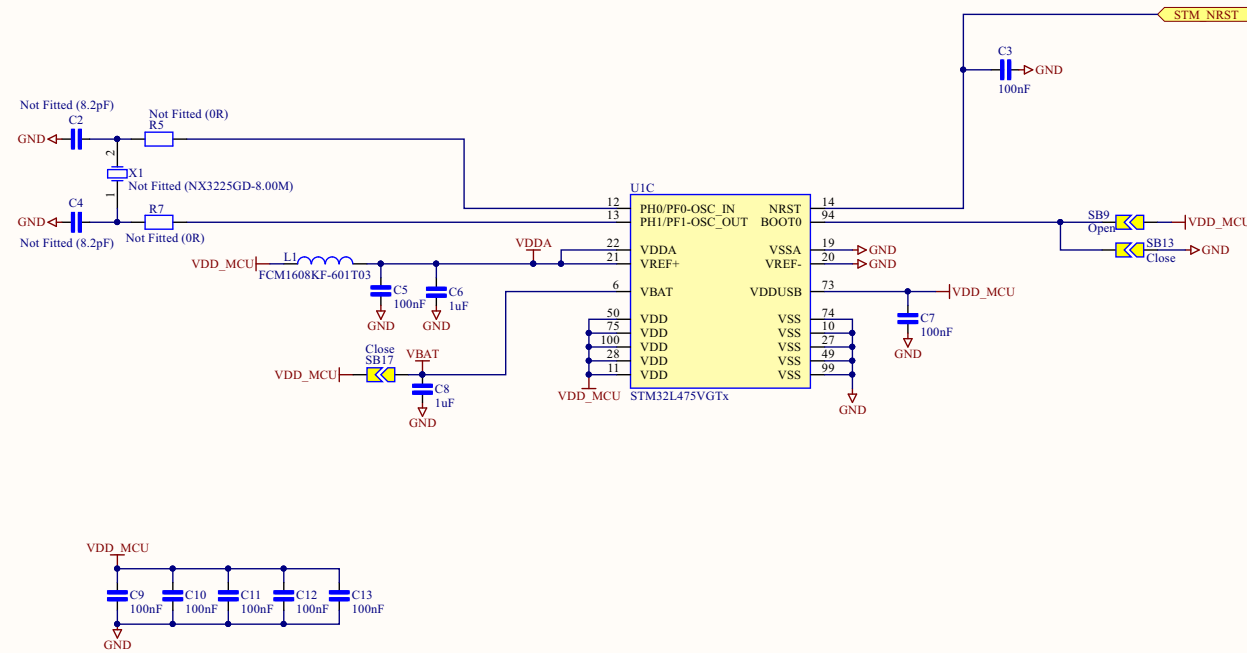 STM_NRST
C3
GND
100nF
Not Fitted (8.2pF)
Not Fitted (0R)
C2
R5
GND
2
X1
Not Fitted (NX3225GD-8.00M)
1
C4
R7
GND
Not Fitted (8.2pF)
Not Fitted (0R)
U1C
12 PH0/PF0-OSC_IN NRST 14
13 PH1/PF1-OSC_OUT BOOT0 94
22 VDDA VSSA 19 GND
21 VREF+ VREF- 20 GND
6 VBAT VDDUSB 73 VDD_MCU
50 VDD VSS 74
75 VDD VSS 10
100 VDD VSS 27
28 VDD VSS 49
11 VDD VSS 99
VDD_MCU
STM32L475VGTx
GND
SB9
Open
VDD_MCU
SB13
Close
GND
VDDA
L1
VDD_MCU
FCM1608KF-601T03
C5
100nF
GND
C6
1uF
GND
C7
100nF
GND
Close
SB17
VBAT
VDD_MCU
C8
1uF
GND
VDD_MCU
C9 C10 C11 C12 C13
100nF 100nF 100nF 100nF 100nF
GND